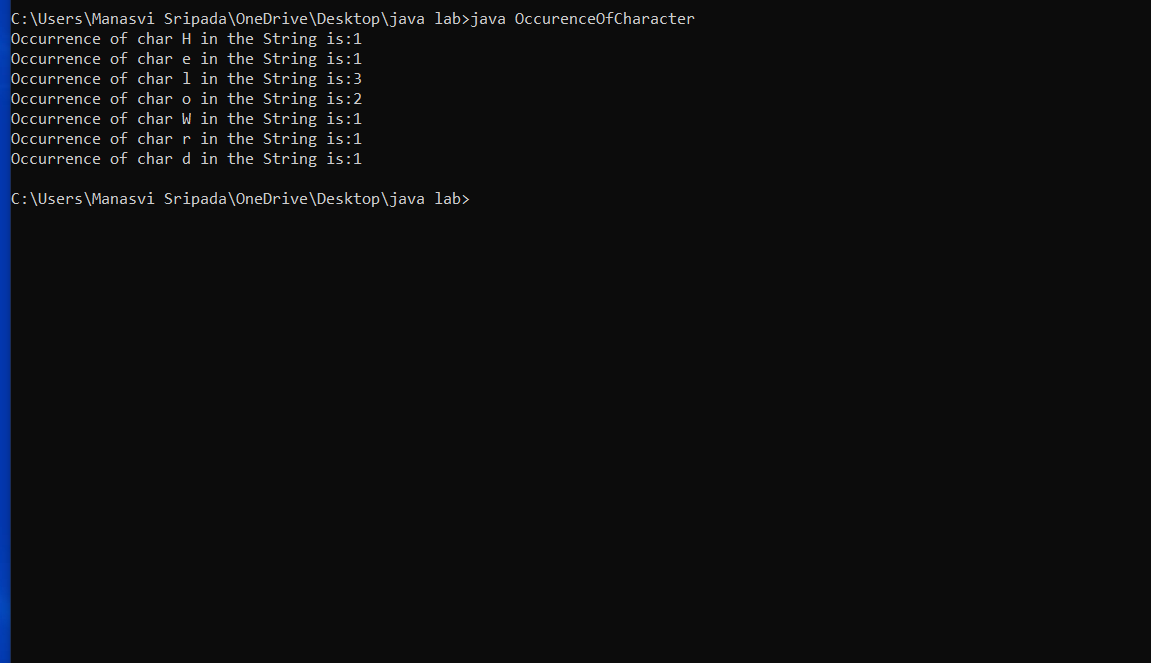 C:\Users\Manasvi Sripada\OneDrive\Desktop\java lab>java OccurenceOfCharacter
Occurrence of char H in the String is:1
Occurrence of char e in the String is:1
Occurrence of char l in the String is:3
Occurrence of char o in the String is:2
Occurrence of char W in the String is:1
Occurrence of char r in the String is:1
Occurrence of char d in the String is:1
C:\Users\Manasvi Sripada\OneDrive\Desktop\java lab>